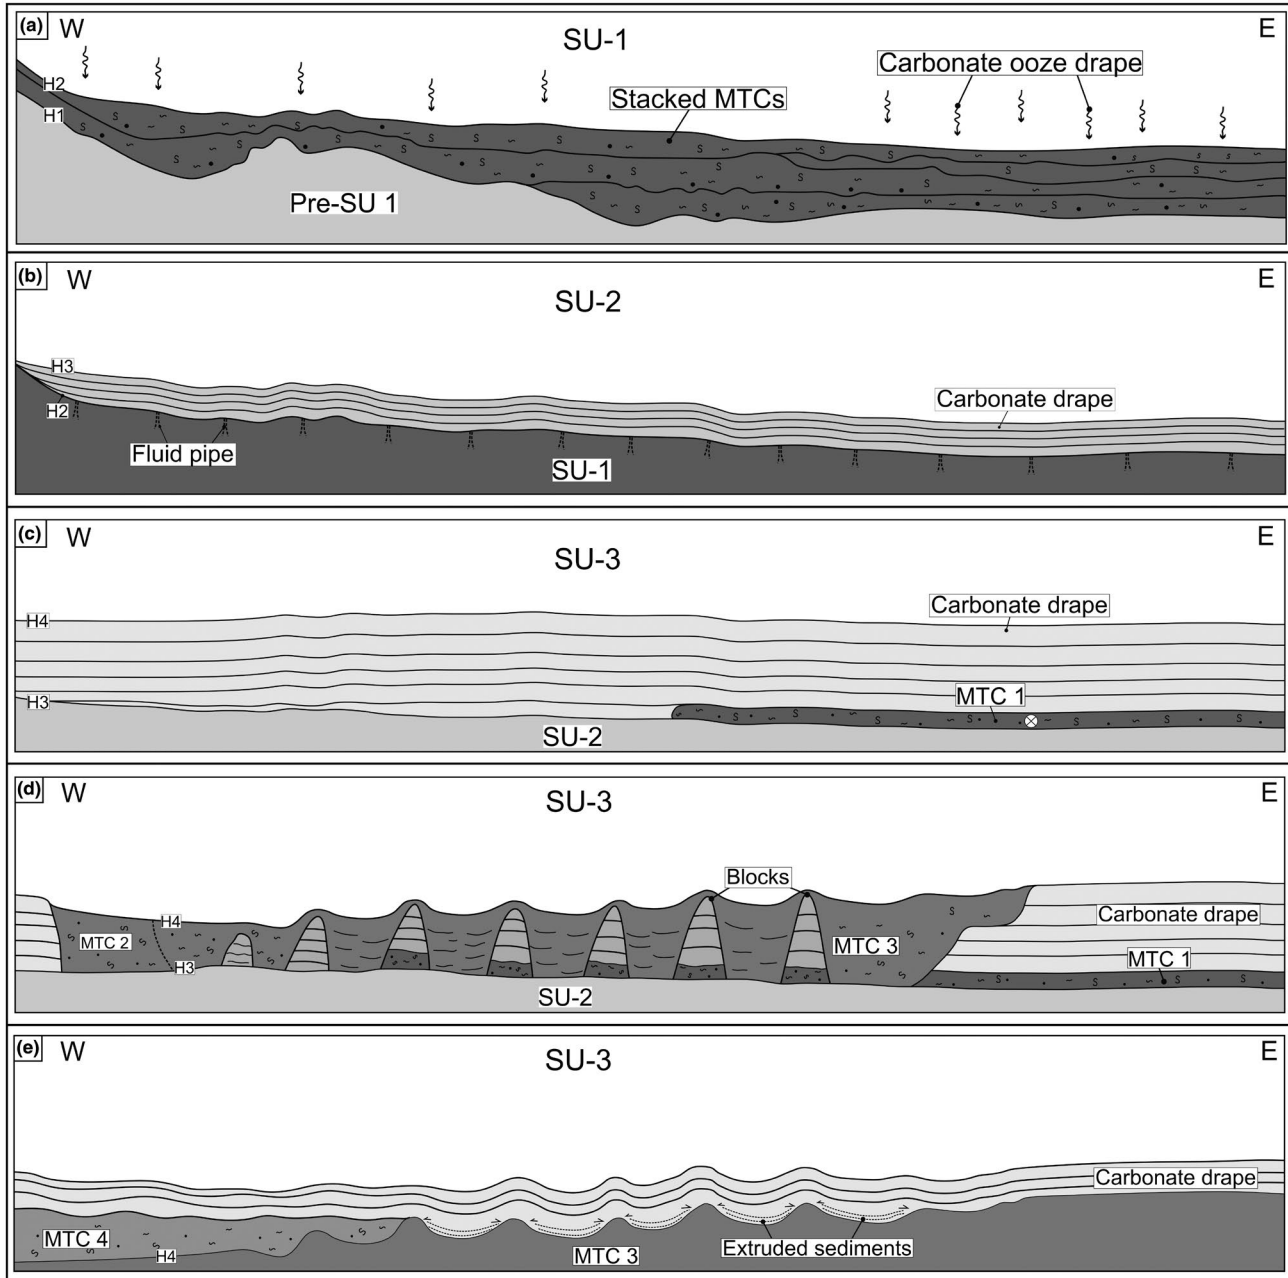 (a) W SU-1 E
Carbonate ooze drape
H2
Stacked MTCs
H1
Pre-SU 1
(b) W SU-2 E
H3
Carbonate drape
H2
Fluid pipe
SU-1
(c) W SU-3 E
Carbonate drape
H4
MTC 1
H3
SU-2
(d) W SU-3 E
Blocks
H4
Carbonate drape
MTC 2
MTC 3
MTC 1
H3
SU-2
(e) W SU-3 E
Carbonate drape
MTC 4
Extruded sediments
H4
MTC 3